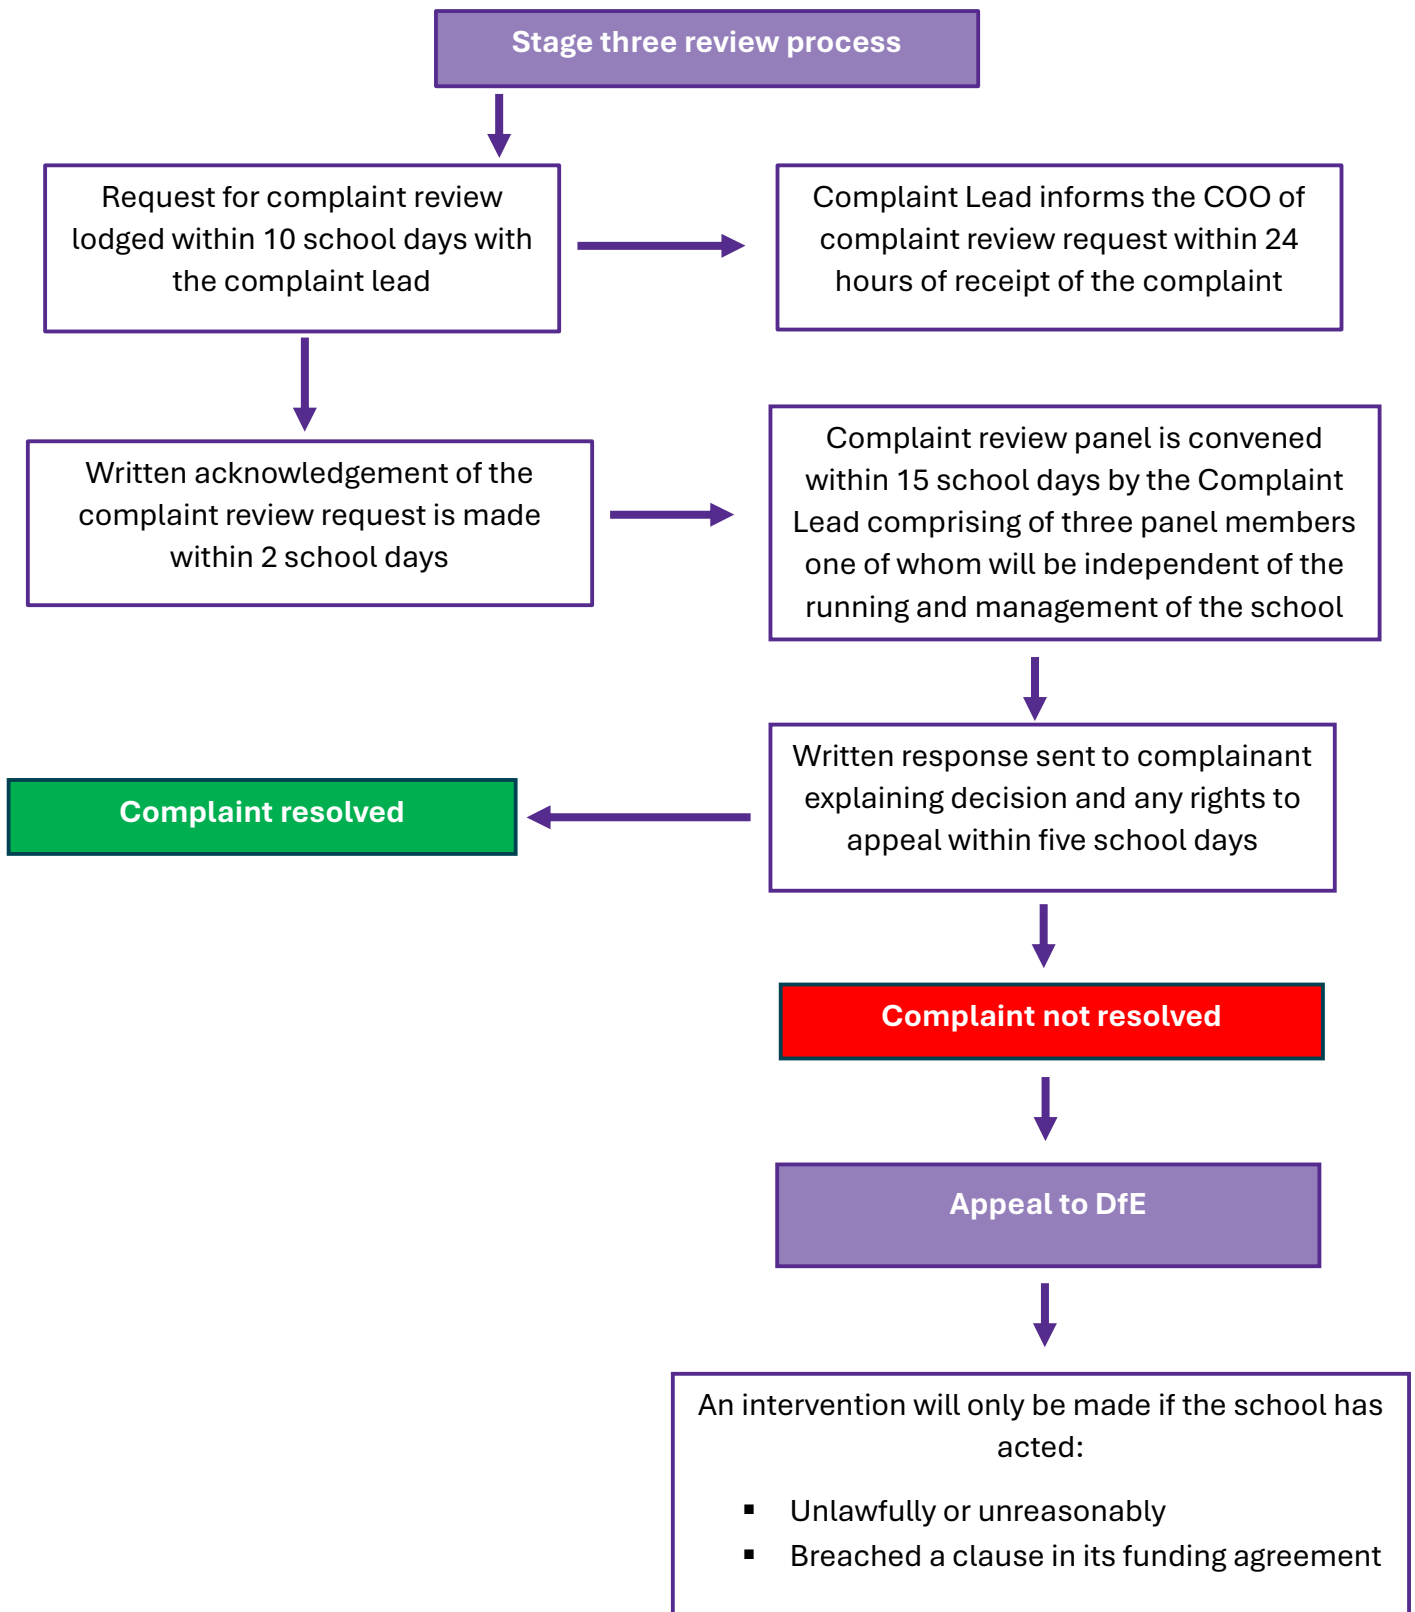 Stage three review process
Request for complaint review
lodged within 10 school days with
the complaint lead
Complaint Lead informs the COO of
complaint review request within 24
hours of receipt of the complaint
Written acknowledgement of the
complaint review request is made
within 2 school days
Complaint review panel is convened
within 15 school days by the Complaint
Lead comprising of three panel members
one of whom will be independent of the
running and management of the school
Written response sent to complainant
explaining decision and any rights to
appeal within five school days
Complaint resolved
Complaint not resolved
Appeal to DfE
An intervention will only be made if the school has
acted:
▪ Unlawfully or unreasonably
▪ Breached a clause in its funding agreement